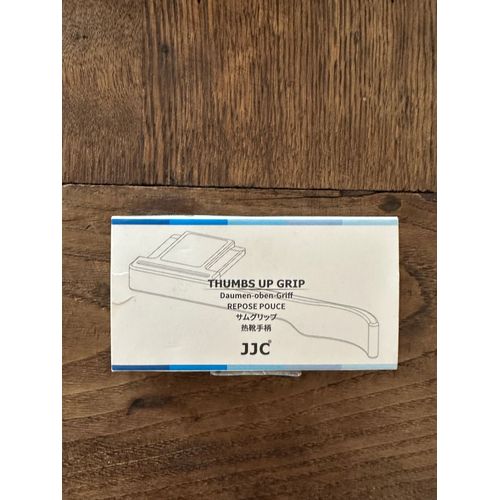 THUMBS UP GRIP
Daumen-oben-Griff
REPOSE POUCE
サムグリップ
热靴手柄
JJC®